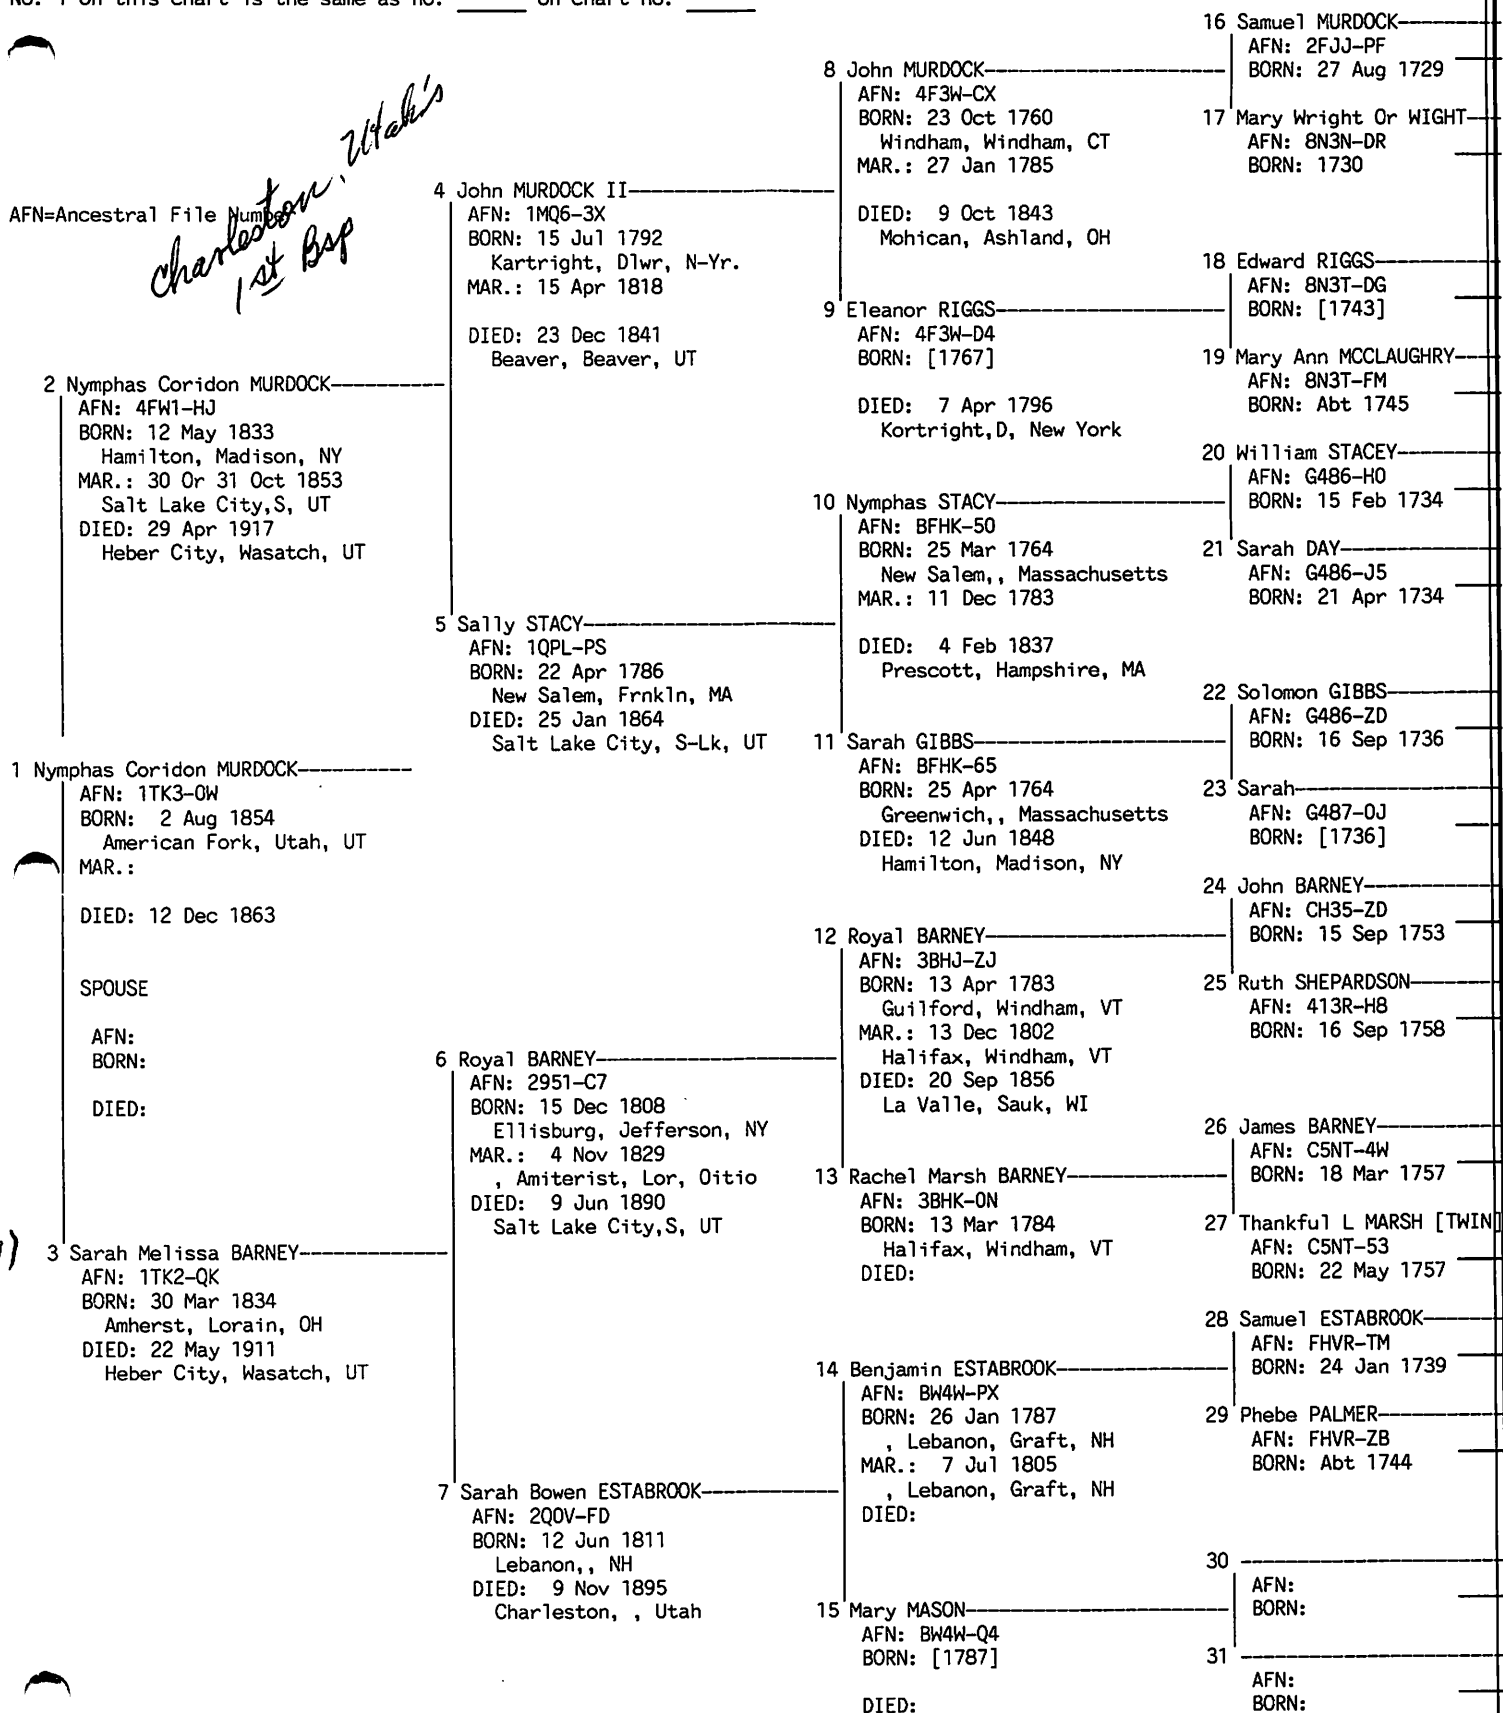 No. 1 on this chart is the same as no. ______ on chart no. ______
Charleston, Utah's
1st Bsp
AFN=Ancestral File Number
1 Nymphas Coridon MURDOCK
AFN: 1TK3-0W
BORN: 2 Aug 1854
American Fork, Utah, UT
MAR.:
DIED: 12 Dec 1863
SPOUSE
AFN:
BORN:
DIED:
2 Nymphas Coridon MURDOCK
AFN: 4FW1-HJ
BORN: 12 May 1833
Hamilton, Madison, NY
MAR.: 30 Or 31 Oct 1853
Salt Lake City,S, UT
DIED: 29 Apr 1917
Heber City, Wasatch, UT
3 Sarah Melissa BARNEY
AFN: 1TK2-QK
BORN: 30 Mar 1834
Amherst, Lorain, OH
DIED: 22 May 1911
Heber City, Wasatch, UT
4 John MURDOCK II
AFN: 1MQ6-3X
BORN: 15 Jul 1792
Kartright, Dlwr, N-Yr.
MAR.: 15 Apr 1818
DIED: 23 Dec 1841
Beaver, Beaver, UT
5 Sally STACY
AFN: 1QPL-PS
BORN: 22 Apr 1786
New Salem, Frnkln, MA
DIED: 25 Jan 1864
Salt Lake City, S-Lk, UT
6 Royal BARNEY
AFN: 2951-C7
BORN: 15 Dec 1808
Ellisburg, Jefferson, NY
MAR.: 4 Nov 1829
, Amiterist, Lor, Oitio
DIED: 9 Jun 1890
Salt Lake City,S, UT
7 Sarah Bowen ESTABROOK
AFN: 2Q0V-FD
BORN: 12 Jun 1811
Lebanon,, NH
DIED: 9 Nov 1895
Charleston, , Utah
8 John MURDOCK
AFN: 4F3W-CX
BORN: 23 Oct 1760
Windham, Windham, CT
MAR.: 27 Jan 1785
DIED: 9 Oct 1843
Mohican, Ashland, OH
9 Eleanor RIGGS
AFN: 4F3W-D4
BORN: [1767]
DIED: 7 Apr 1796
Kortright,D, New York
10 Nymphas STACY
AFN: BFHK-50
BORN: 25 Mar 1764
New Salem,, Massachusetts
MAR.: 11 Dec 1783
DIED: 4 Feb 1837
Prescott, Hampshire, MA
11 Sarah GIBBS
AFN: BFHK-65
BORN: 25 Apr 1764
Greenwich,, Massachusetts
DIED: 12 Jun 1848
Hamilton, Madison, NY
12 Royal BARNEY
AFN: 3BHJ-ZJ
BORN: 13 Apr 1783
Guilford, Windham, VT
MAR.: 13 Dec 1802
Halifax, Windham, VT
DIED: 20 Sep 1856
La Valle, Sauk, WI
13 Rachel Marsh BARNEY
AFN: 3BHK-0N
BORN: 13 Mar 1784
Halifax, Windham, VT
DIED:
14 Benjamin ESTABROOK
AFN: BW4W-PX
BORN: 26 Jan 1787
, Lebanon, Graft, NH
MAR.: 7 Jul 1805
, Lebanon, Graft, NH
DIED:
15 Mary MASON
AFN: BW4W-Q4
BORN: [1787]
DIED:
16 Samuel MURDOCK
AFN: 2FJJ-PF
BORN: 27 Aug 1729
17 Mary Wright Or WIGHT
AFN: 8N3N-DR
BORN: 1730
18 Edward RIGGS
AFN: 8N3T-DG
BORN: [1743]
19 Mary Ann MCCLAUGHRY
AFN: 8N3T-FM
BORN: Abt 1745
20 William STACEY
AFN: G486-H0
BORN: 15 Feb 1734
21 Sarah DAY
AFN: G486-J5
BORN: 21 Apr 1734
22 Solomon GIBBS
AFN: G486-ZD
BORN: 16 Sep 1736
23 Sarah
AFN: G487-0J
BORN: [1736]
24 John BARNEY
AFN: CH35-ZD
BORN: 15 Sep 1753
25 Ruth SHEPARDSON
AFN: 413R-H8
BORN: 16 Sep 1758
26 James BARNEY
AFN: C5NT-4W
BORN: 18 Mar 1757
27 Thankful L MARSH [TWIN]
AFN: C5NT-53
BORN: 22 May 1757
28 Samuel ESTABROOK
AFN: FHVR-TM
BORN: 24 Jan 1739
29 Phebe PALMER
AFN: FHVR-ZB
BORN: Abt 1744
30
AFN:
BORN:
31
AFN:
BORN: